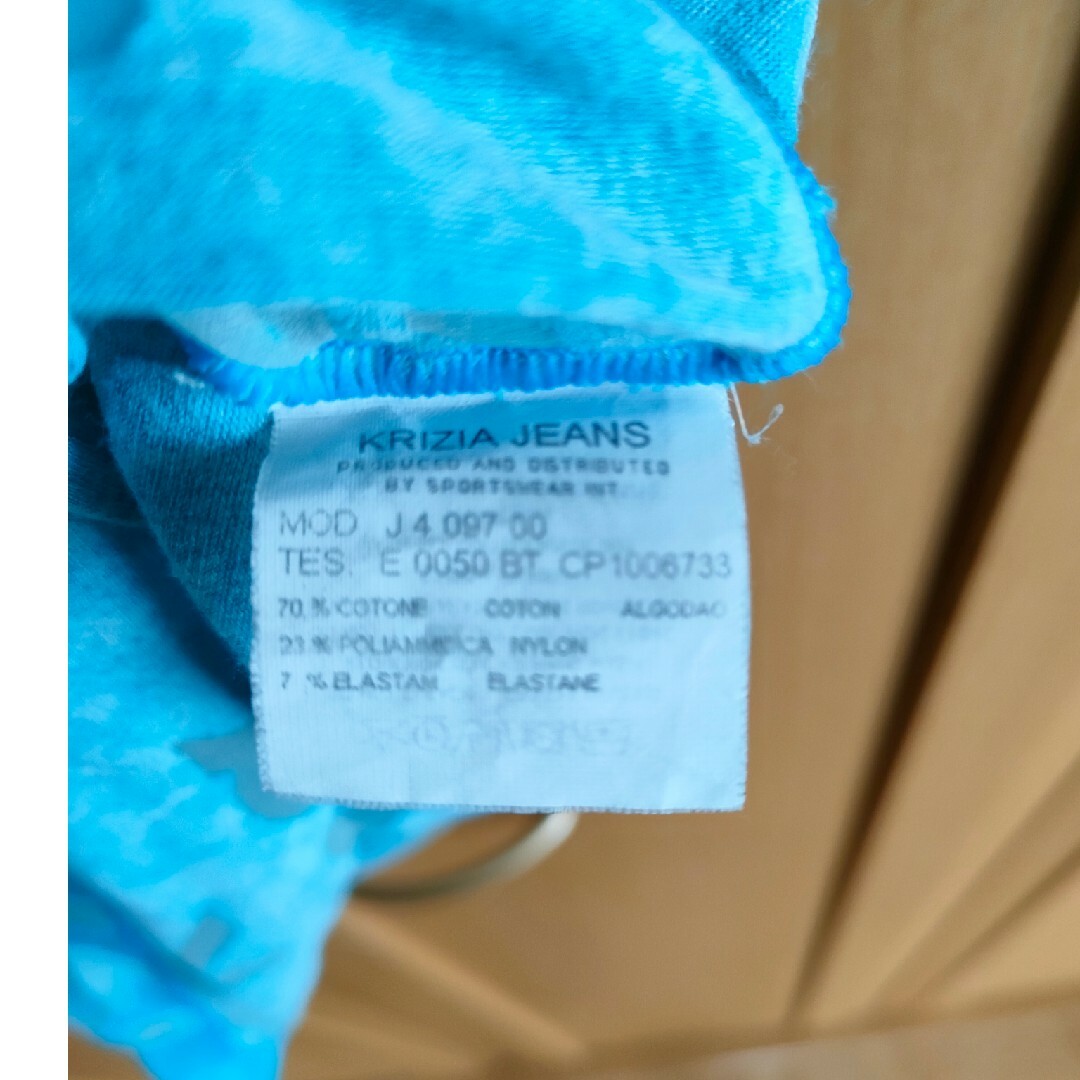 KRIZIA JEANS
PRODUCED AND DISTRIBUTED
BY SPORTSWEAR INT.
MOD. J 4 097 00
TES. E 0050 BT CP1006733
70 % COTONE COTON ALGODAO
23 % POLIAMMIDICA NYLON
7 % ELASTAM ELASTANE